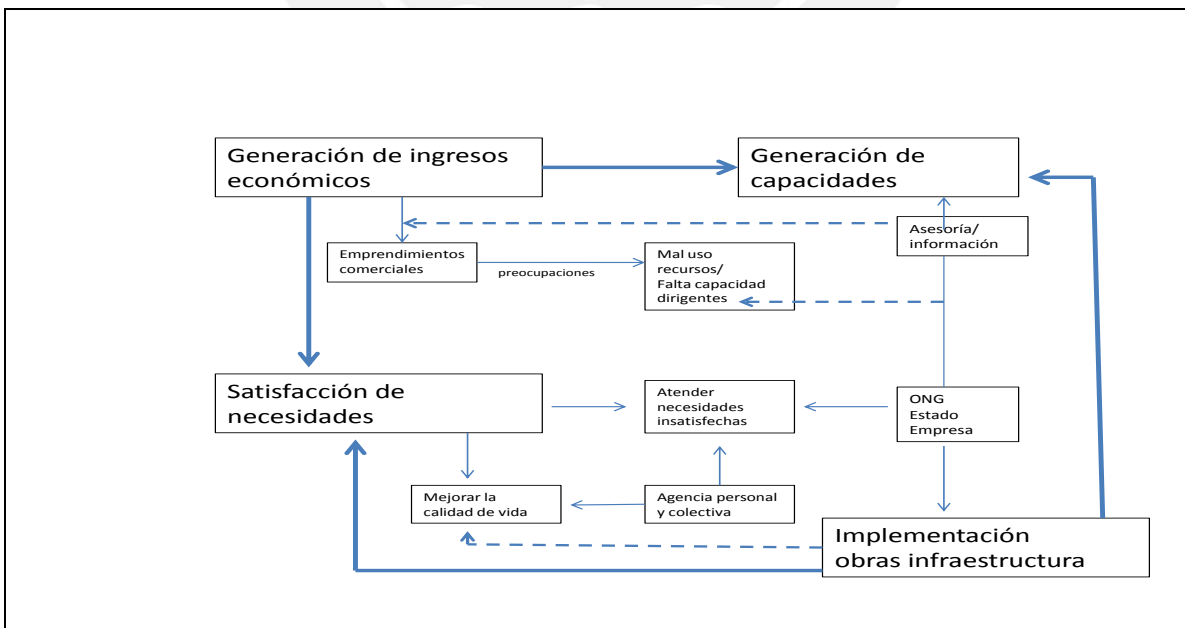 Generación de ingresos
económicos
Generación de
capacidades
Asesoría/
información
Emprendimientos
comerciales
preocupaciones
Mal uso
recursos/
Falta capacidad
dirigentes
Satisfacción de
necesidades
Atender
necesidades
insatisfechas
ONG
Estado
Empresa
Mejorar la
calidad de vida
Agencia personal
y colectiva
Implementación
obras infraestructura